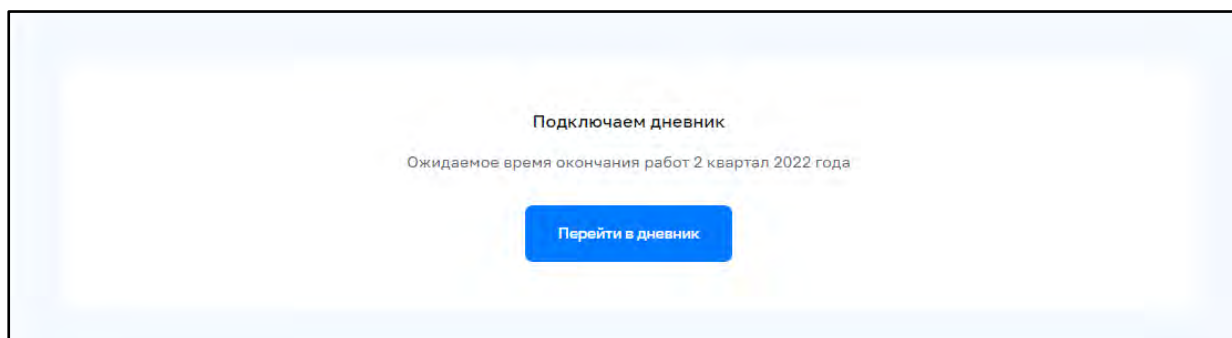 Подключаем дневник
Ожидаемое время окончания работ 2 квартал 2022 года
Перейти в дневник